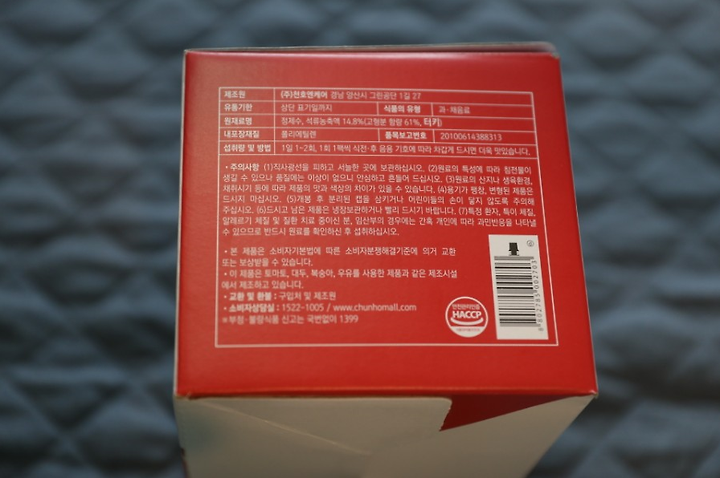 제조원 (주)천호엔케어 경남 양산시 그린공단 1길 27
유통기한 상단 표기일까지 식품의 유형 과·채음료
원재료명 정제수, 석류농축액 14.8%(고형분 함량 61%, 터키)
내포장재질 폴리에틸렌 품목보고번호 20100614388313
섭취량 및 방법 1일 1~2회, 1회 1팩씩 식전·후 음용 기호에 따라 차갑게 드시면 더욱 맛있습니다.
• 주의사항 (1)직사광선을 피하고 서늘한 곳에 보관하십시오. (2)원료의 특성에 따라 침전물이
생길 수 있으나 품질에는 이상이 없으니 안심하고 흔들어 드십시오. (3)원료의 산지나 생육환경,
채취시기 등에 따라 제품의 맛과 색상의 차이가 있을 수 있습니다. (4)용기가 팽창, 변형된 제품은
드시지 마십시오. (5)개봉 후 분리된 캡을 삼키거나 어린이들의 손이 닿지 않도록 주의해
주십시오. (6)드시고 남은 제품은 냉장보관하거나 빨리 드시기 바랍니다. (7)특정 환자, 특이 체질,
알레르기 체질 및 질환 치료 중이신 분, 임산부의 경우에는 간혹 개인에 따라 과민반응을 나타낼
수 있으므로 반드시 원료를 확인하신 후 섭취하십시오.
• 본 제품은 소비자기본법에 따른 소비자분쟁해결기준에 의거 교환
또는 보상받을 수 있습니다.
• 이 제품은 토마토, 대두, 복숭아, 우유를 사용한 제품과 같은 제조시설
에서 제조하고 있습니다.
• 교환 및 환불 : 구입처 및 제조원
• 소비자상담실 : 1522-1005 / www.chunhomall.com
※부정·불량식품 신고는 국번없이 1399
HACCP
8 802785 002703